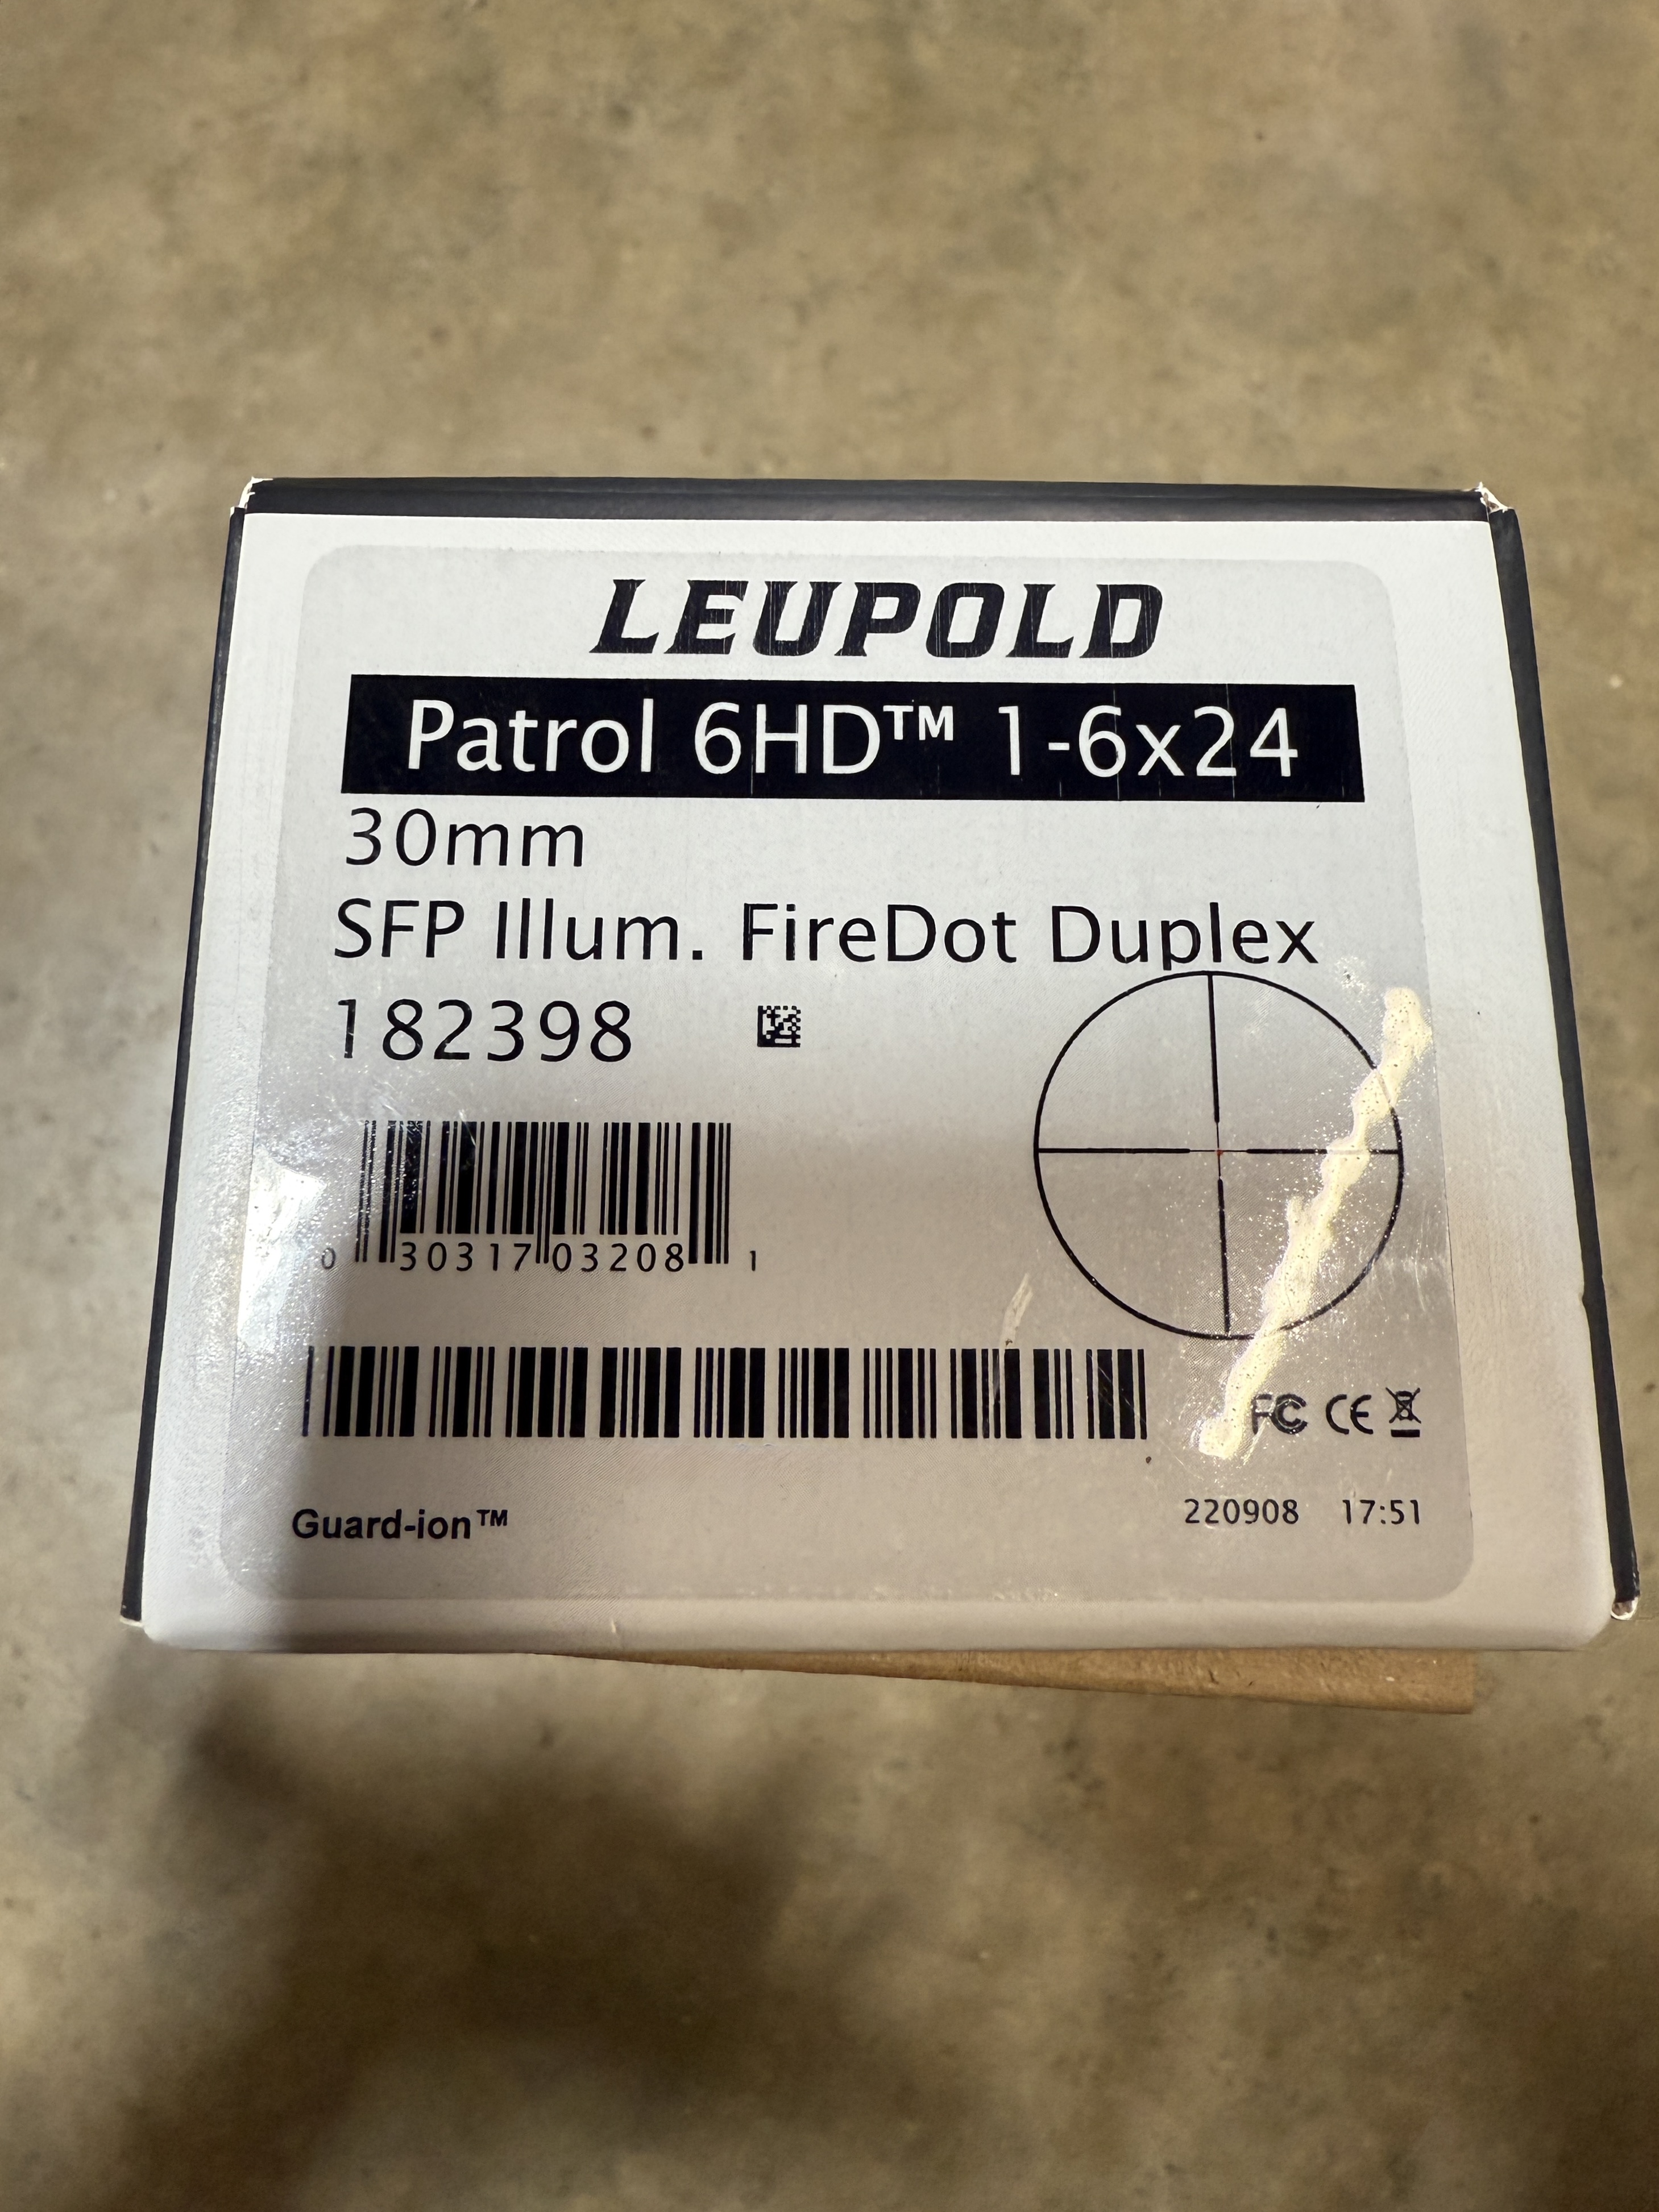 LEUPOLD
Patrol 6HD™ 1-6x24
30mm
SFP Illum. FireDot Duplex
182398
0 30317 03208 1
FC CE
Guard-ion™ 220908 17:51